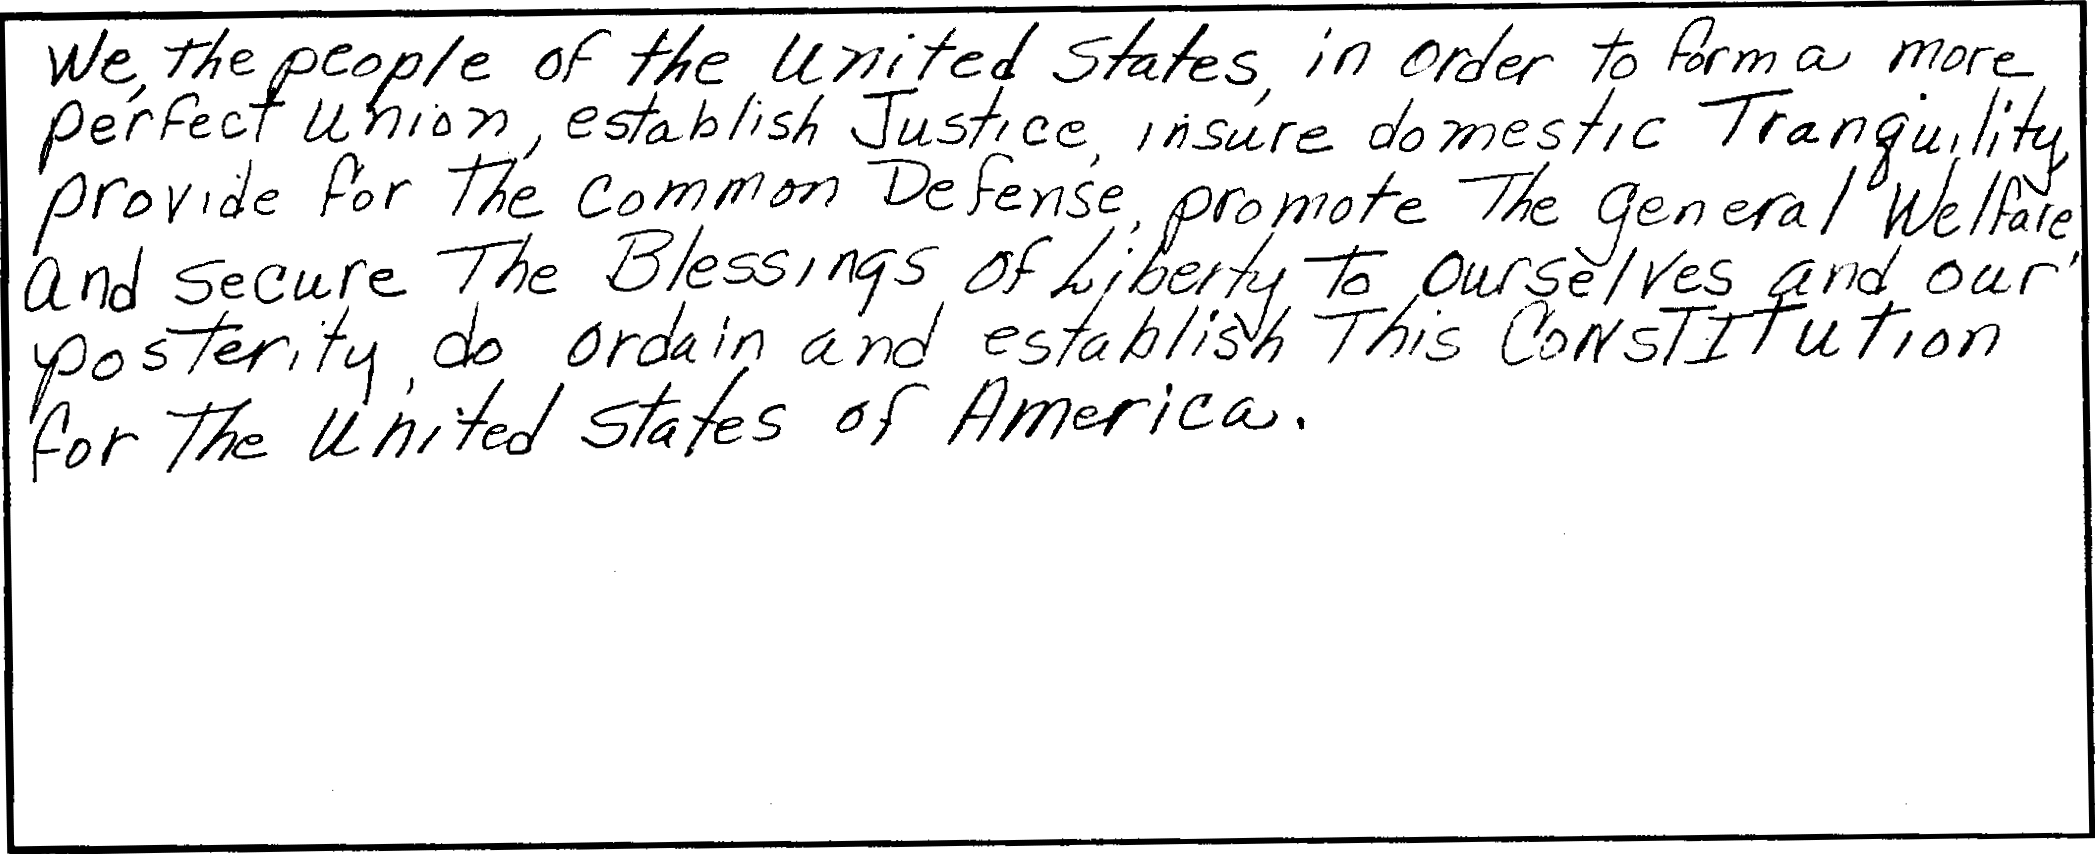 We, the people of the United States, in order to form a more
perfect Union, establish Justice, insure domestic Tranquility,
provide for The common Defense, promote The general Welfare,
and secure The Blessings of Liberty To ourselves and our
posterity, do ordain and establish This CONSTITUTION
for The United States of America.